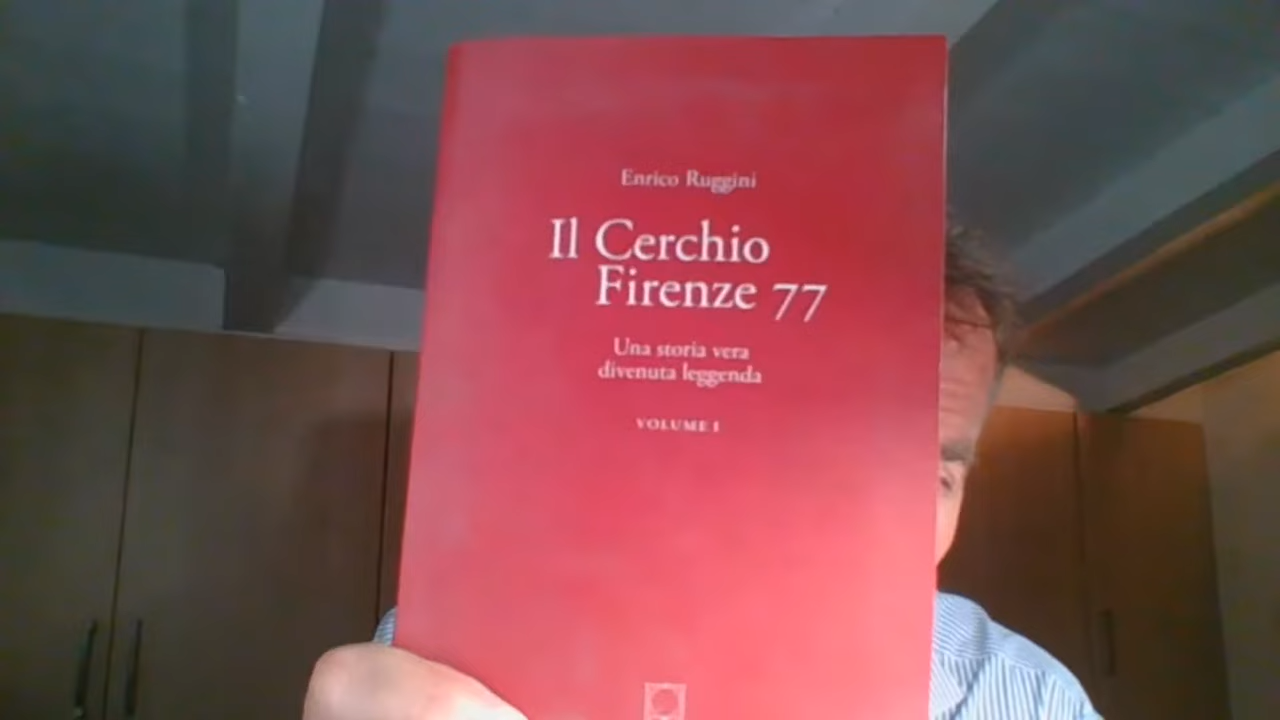 Enrico Ruggini
Il Cerchio
Firenze 77
Una storia vera
divenuta leggenda
VOLUME I